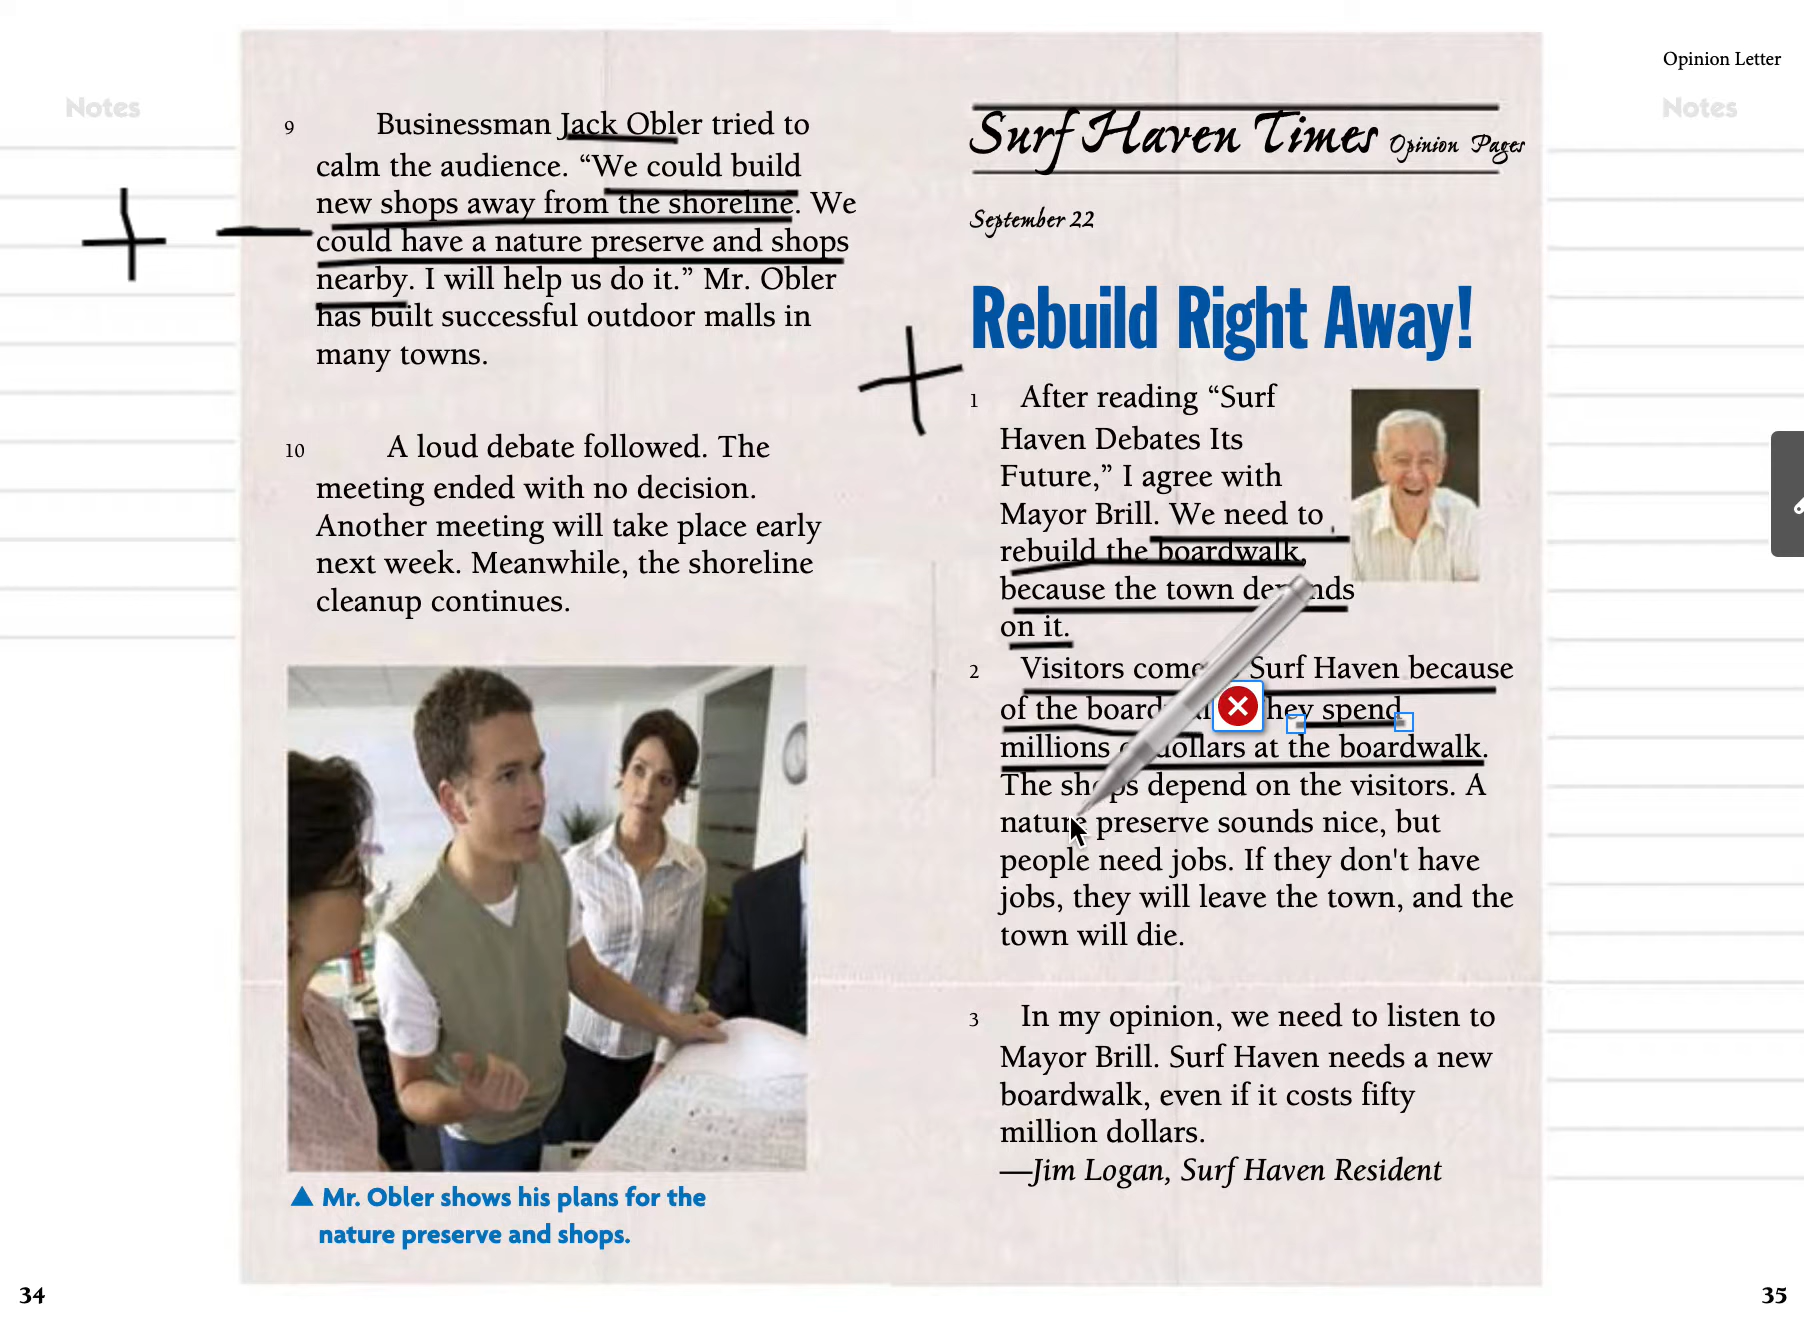 Opinion Letter
Notes
9 Businessman Jack Obler tried to
calm the audience. “We could build
new shops away from the shoreline. We
could have a nature preserve and shops
nearby. I will help us do it.” Mr. Obler
has built successful outdoor malls in
many towns.
10 A loud debate followed. The
meeting ended with no decision.
Another meeting will take place early
next week. Meanwhile, the shoreline
cleanup continues.
▲ Mr. Obler shows his plans for the
nature preserve and shops.
34
Notes
Surf Haven Times Opinion Pages
September 22
Rebuild Right Away!
1 After reading “Surf
Haven Debates Its
Future,” I agree with
Mayor Brill. We need to
rebuild the boardwalk,
because the town depends
on it.
2 Visitors come Surf Haven because
of the They spend
millions of dollars at the boardwalk.
The shops depend on the visitors. A
nature preserve sounds nice, but
people need jobs. If they don't have
jobs, they will leave the town, and the
town will die.
3 In my opinion, we need to listen to
Mayor Brill. Surf Haven needs a new
boardwalk, even if it costs fifty
million dollars.
—Jim Logan, Surf Haven Resident
35